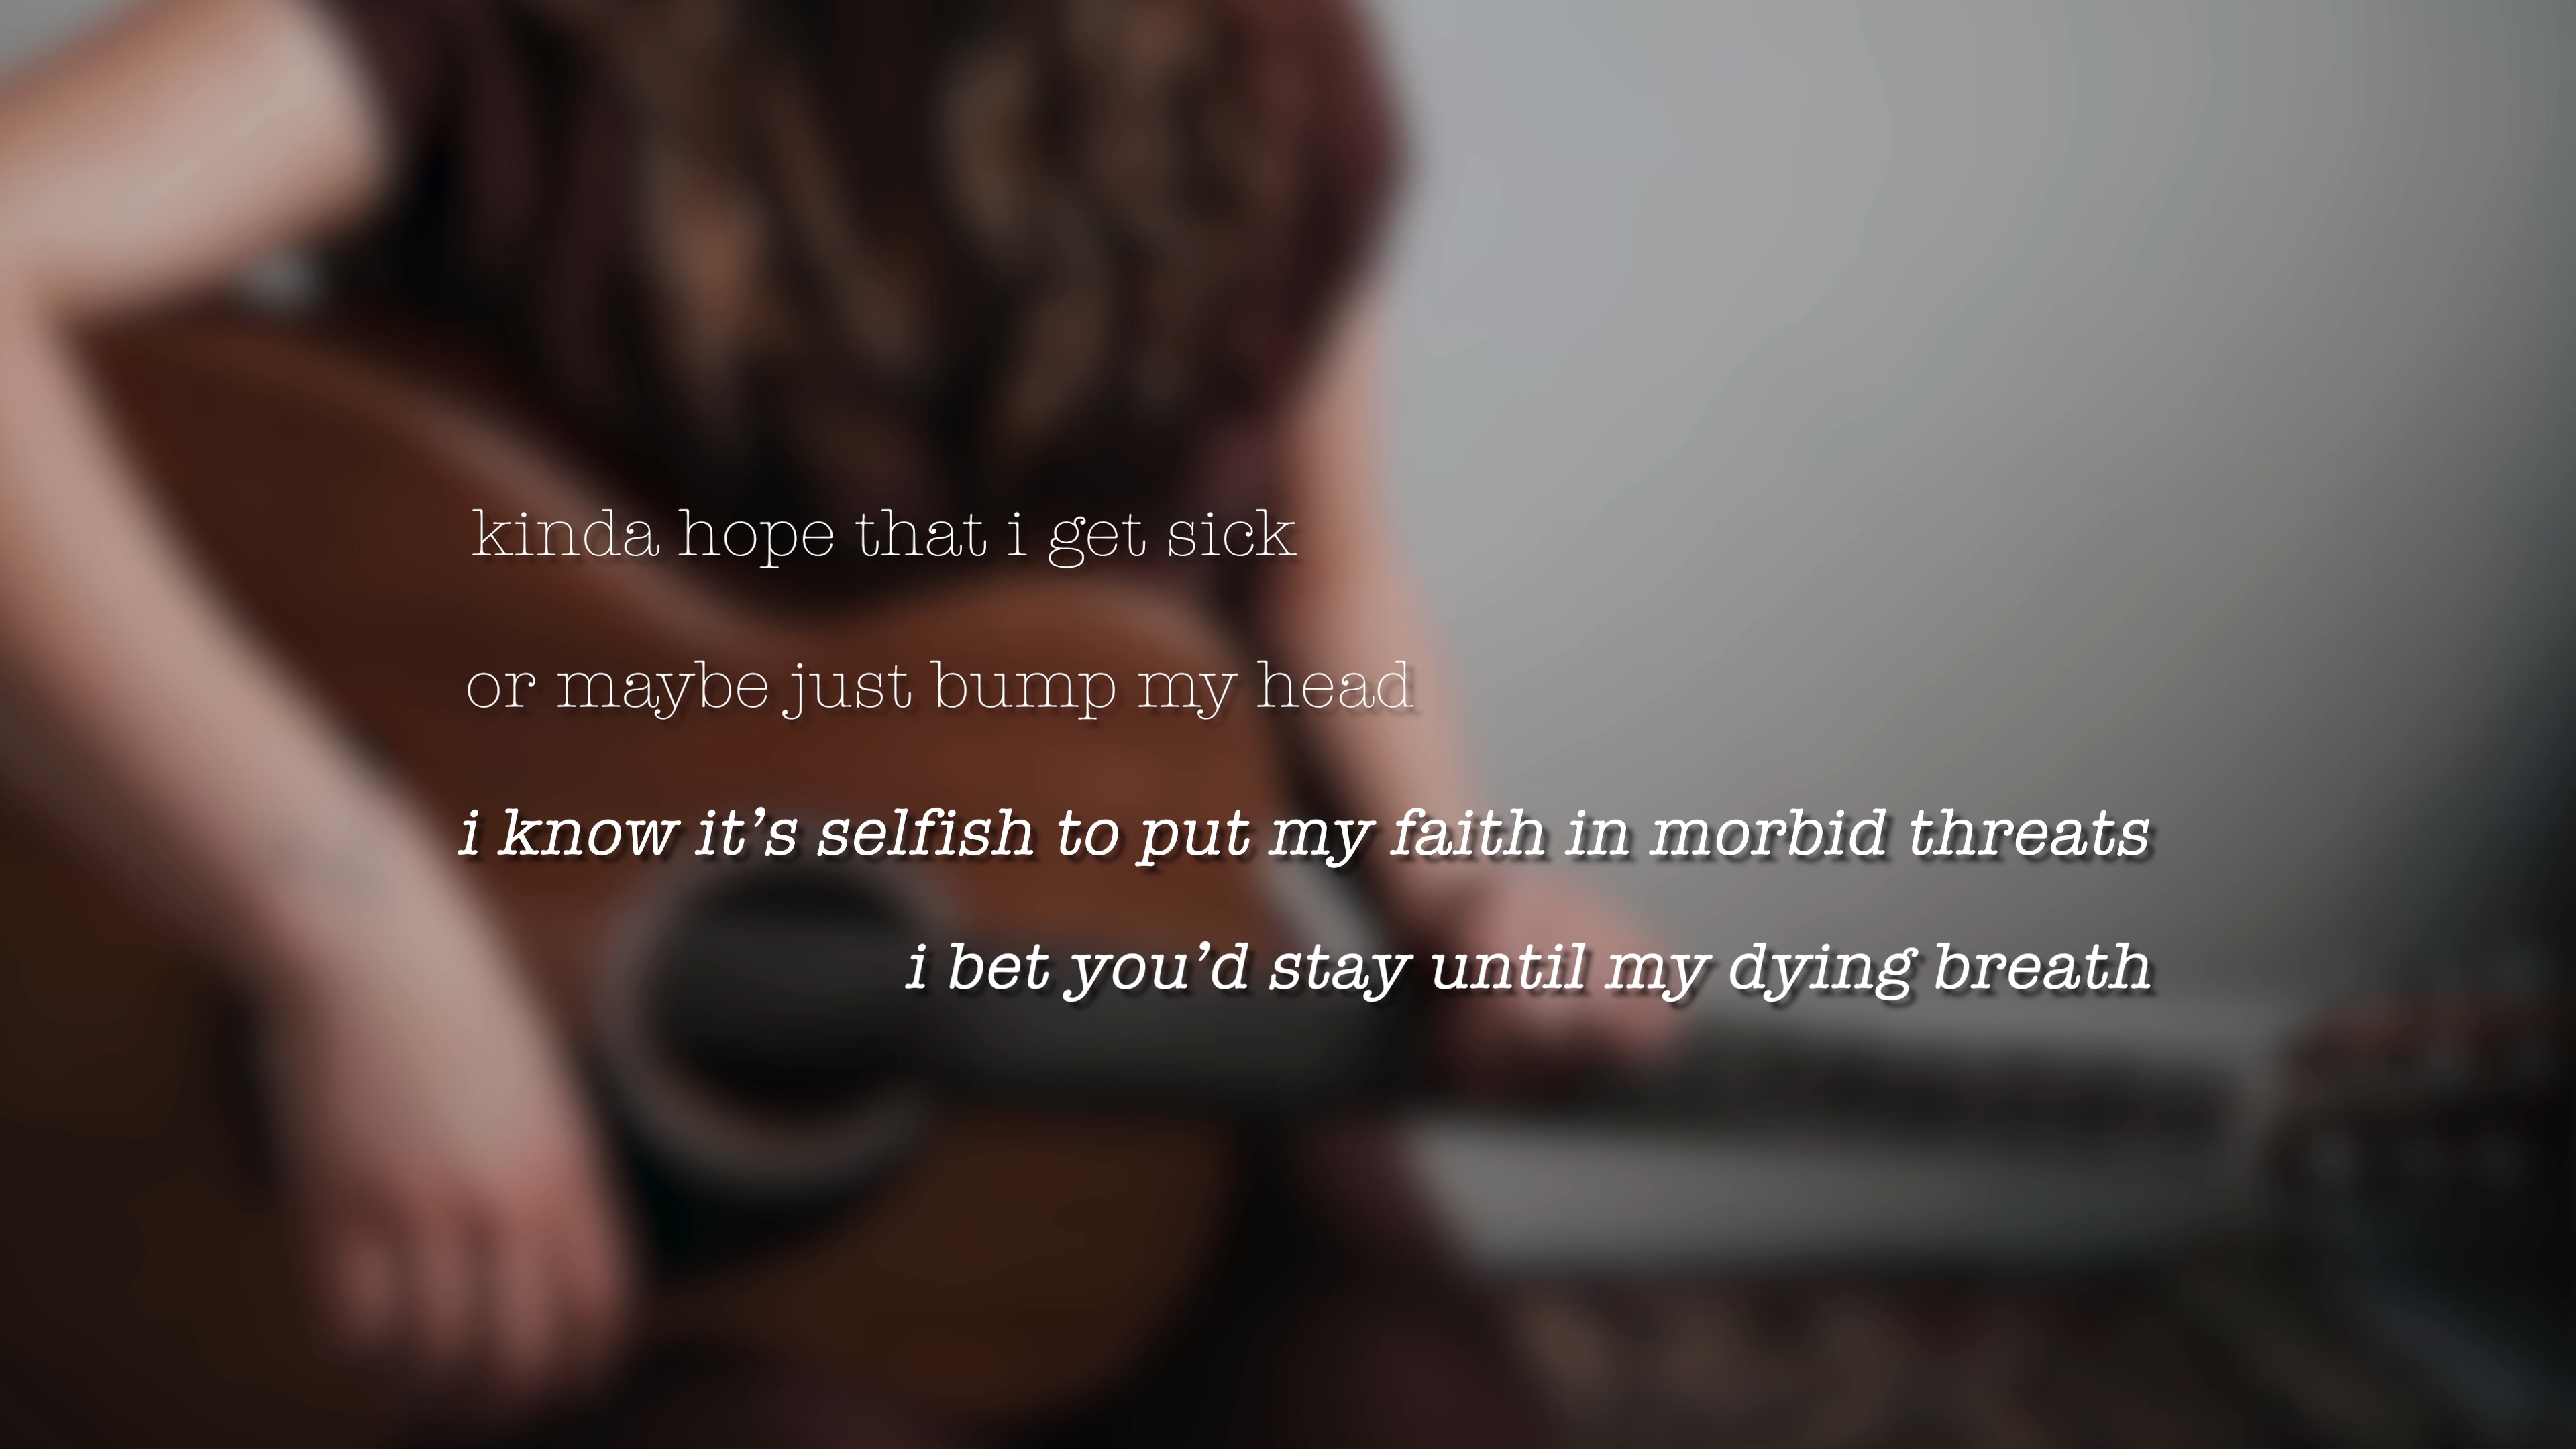 kinda hope that i get sick
or maybe just bump my head
i know it’s selfish to put my faith in morbid threats
i bet you’d stay until my dying breath